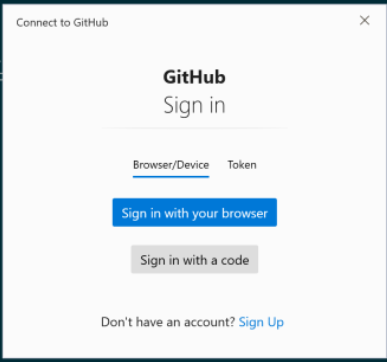 Connect to GitHub
GitHub
Sign in
Browser/Device Token
Sign in with your browser
Sign in with a code
Don't have an account? Sign Up